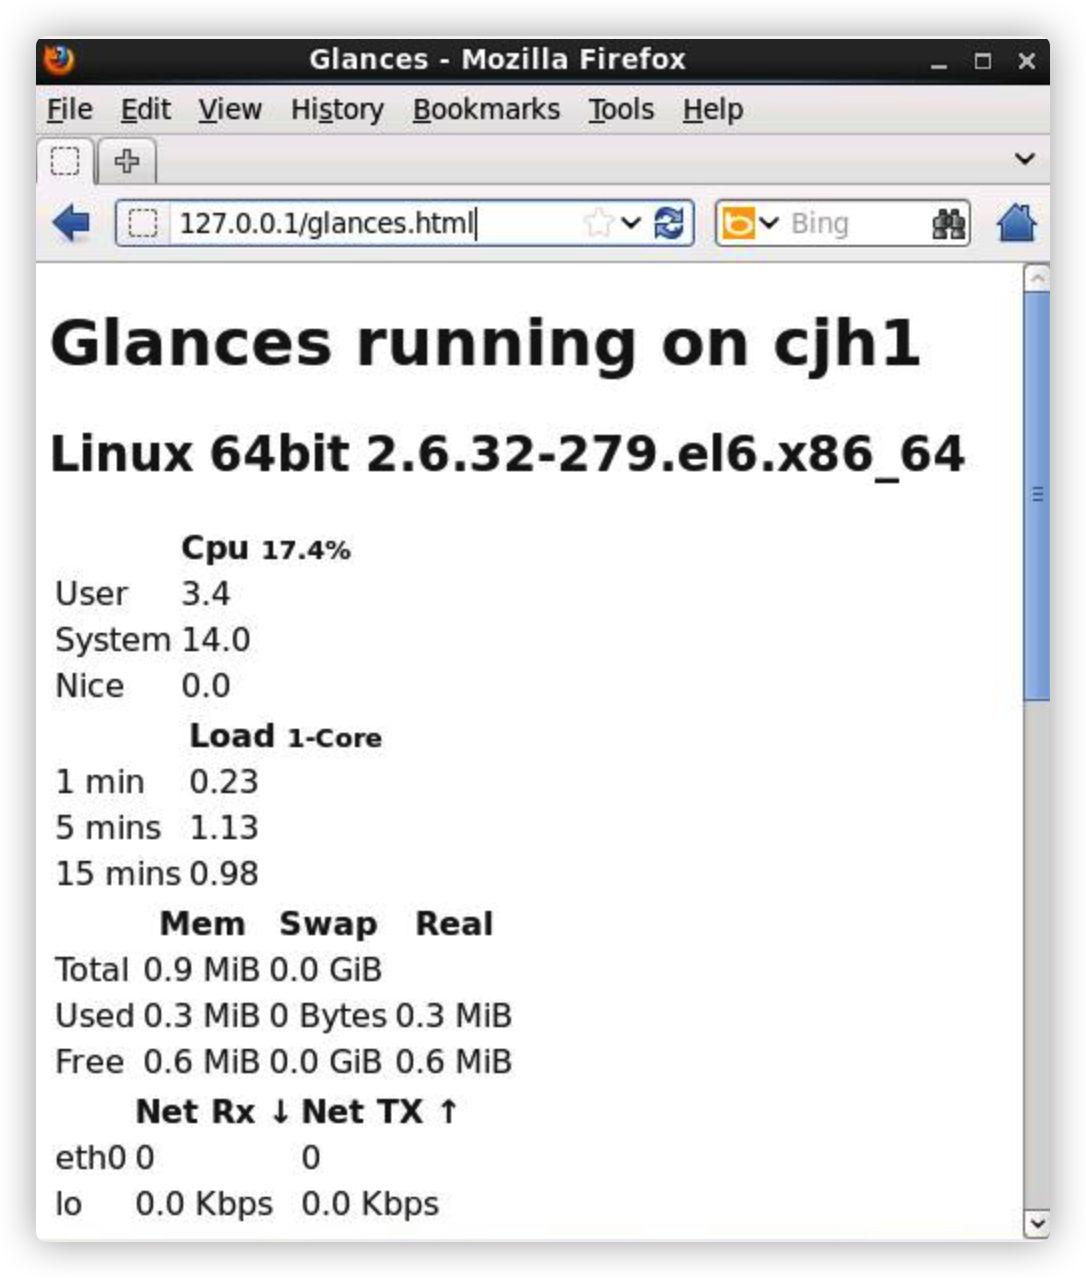 Glances - Mozilla Firefox
File Edit View History Bookmarks Tools Help
127.0.0.1/glances.html Bing
Glances running on cjh1
Linux 64bit 2.6.32-279.el6.x86_64
Cpu 17.4%
User 3.4
System 14.0
Nice 0.0
Load 1-Core
1 min 0.23
5 mins 1.13
15 mins 0.98
Mem Swap Real
Total 0.9 MiB 0.0 GiB
Used 0.3 MiB 0 Bytes 0.3 MiB
Free 0.6 MiB 0.0 GiB 0.6 MiB
Net Rx ↓ Net TX ↑
eth0 0 0
lo 0.0 Kbps 0.0 Kbps